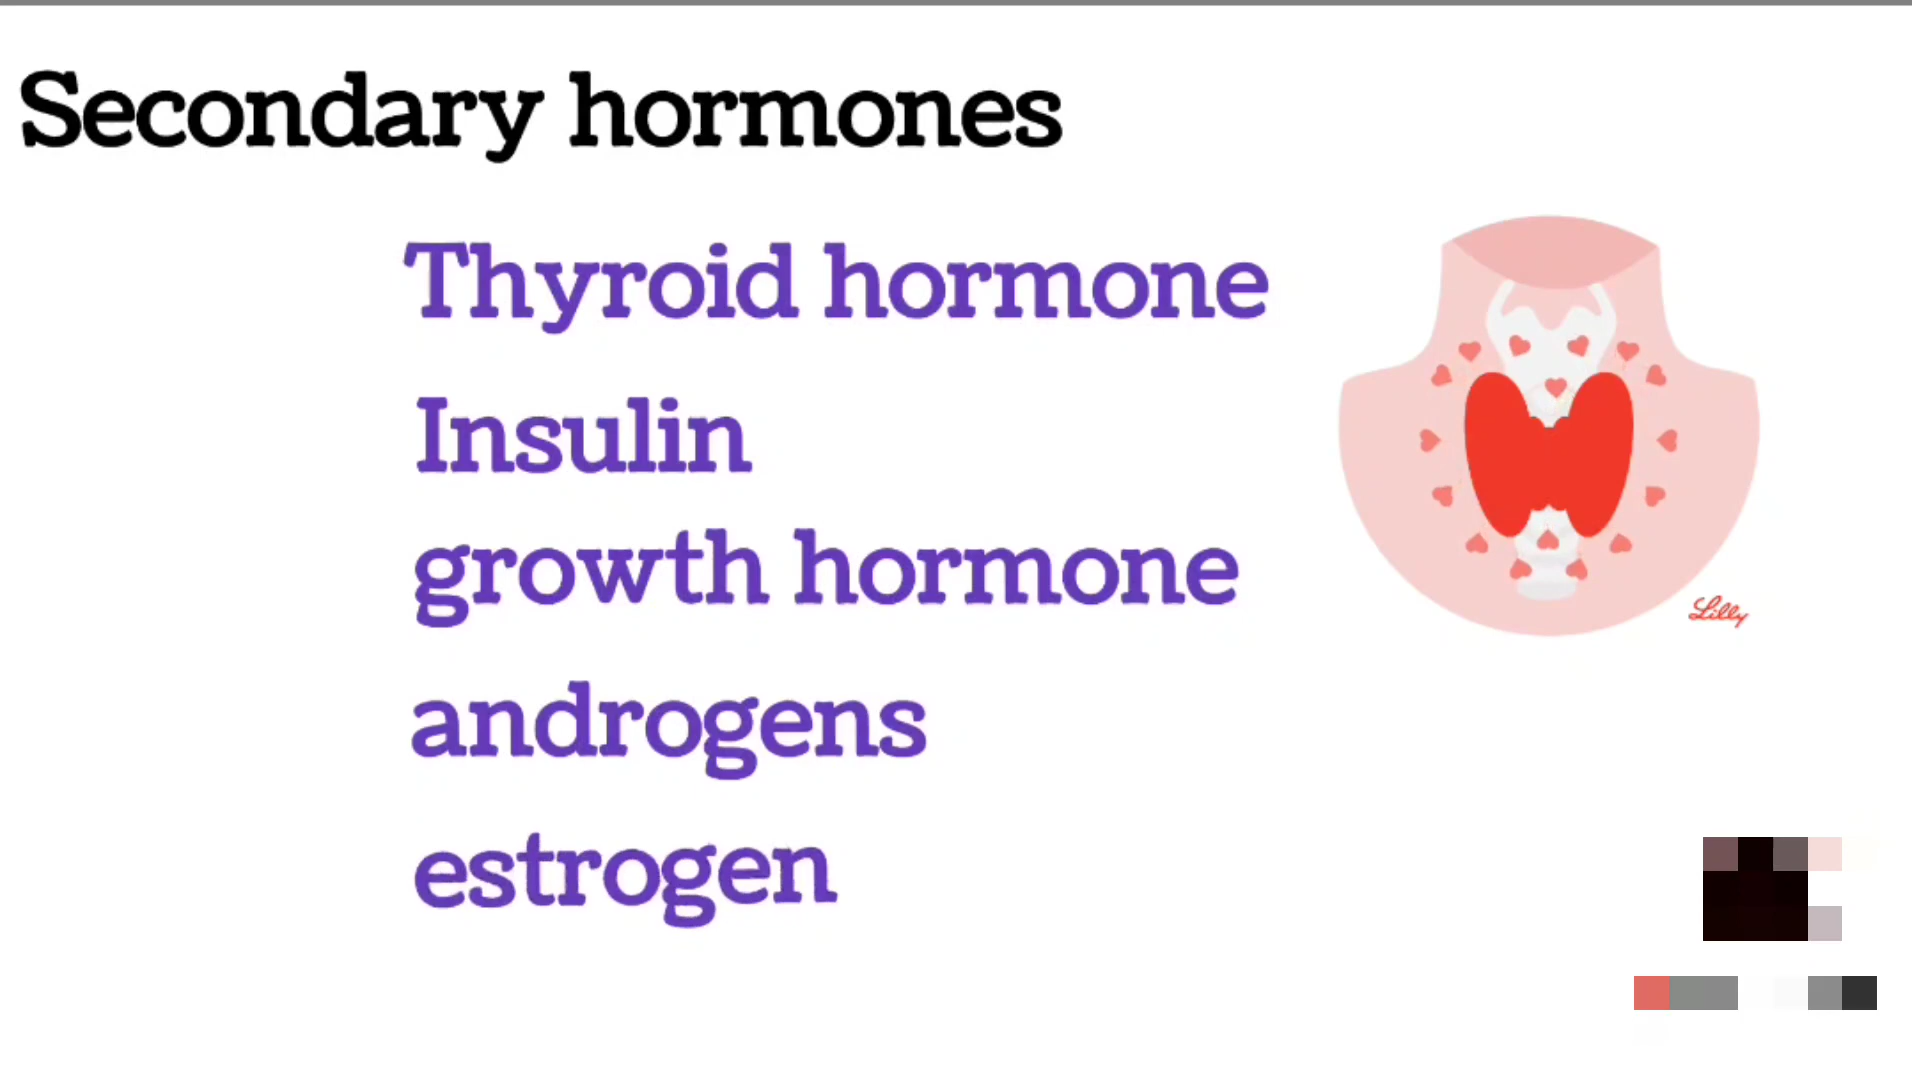 Secondary hormones
Thyroid hormone
Insulin
growth hormone
androgens
estrogen
Lilly